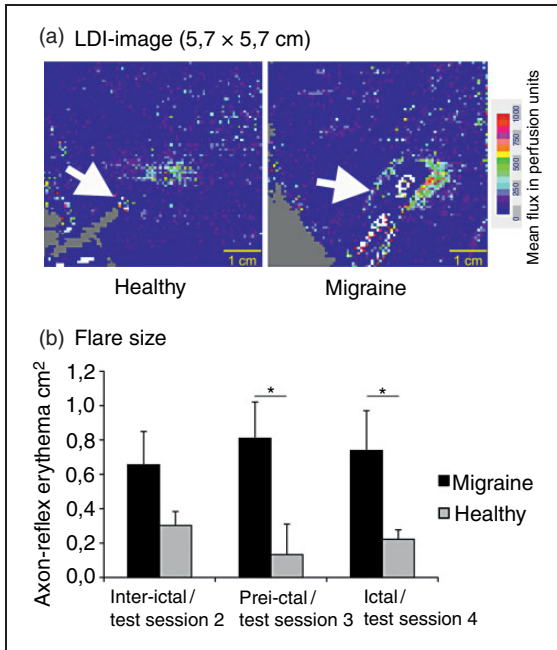 (a) LDI-image (5,7 × 5,7 cm)
1 cm
1 cm
Healthy
Migraine
1000
750
500
250
0
Mean flux in perfusion units
(b) Flare size
Axon-reflex erythema cm²
1,2
1,0
0,8
0,6
0,4
0,2
0,0
*
*
Migraine
Healthy
Inter-ictal/
test session 2
Prei-ctal/
test session 3
Ictal/
test session 4